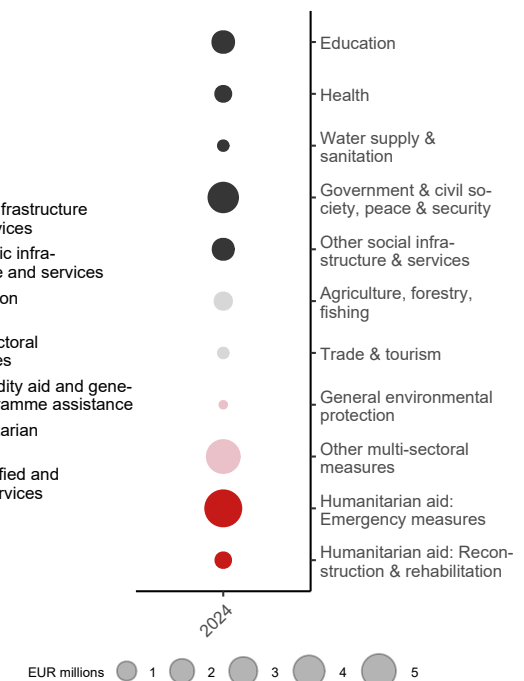 Education
Health
Water supply &
sanitation
Government & civil so-
ciety, peace & security
Other social infra-
structure & services
Agriculture, forestry,
fishing
Trade & tourism
General environmental
protection
Other multi-sectoral
measures
Humanitarian aid:
Emergency measures
Humanitarian aid: Recon-
struction & rehabilitation
frastructure
vices
ic infra-
e and services
on
ctoral
es
dity aid and gene-
ramme assistance
arian
fied and
rvices
2024
EUR millions 1 2 3 4 5